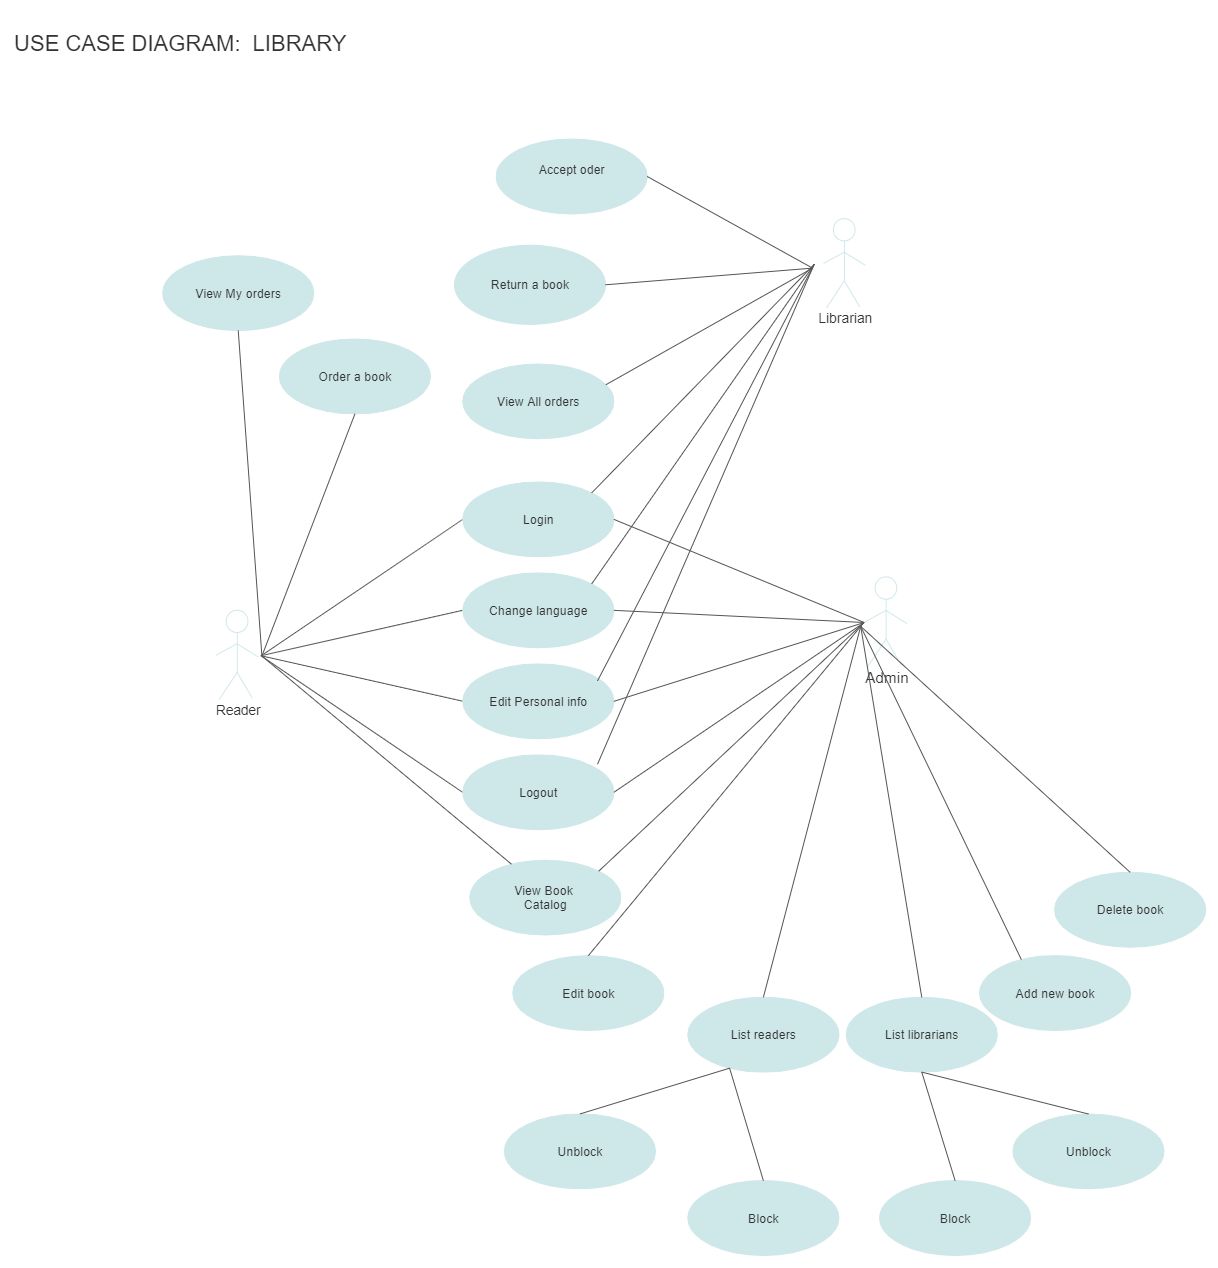 USE CASE DIAGRAM:  LIBRARY
Accept oder
Return a book
View My orders
Librarian
Order a book
View All orders
Login
Change language
Admin
Edit Personal info
Reader
Logout
View Book
Catalog
Delete book
Edit book
Add new book
List readers
List librarians
Unblock
Unblock
Block
Block